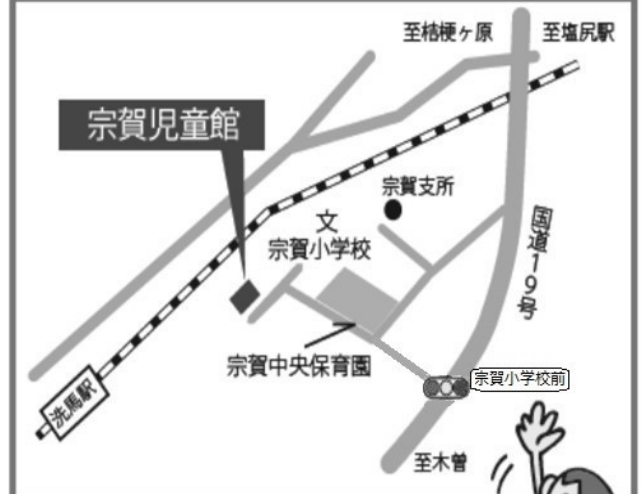 至桔梗ヶ原
至塩尻駅
宗賀児童館
宗賀支所
文
宗賀小学校
国道19号
宗賀中央保育園
宗賀小学校前
洗馬駅
至木曽